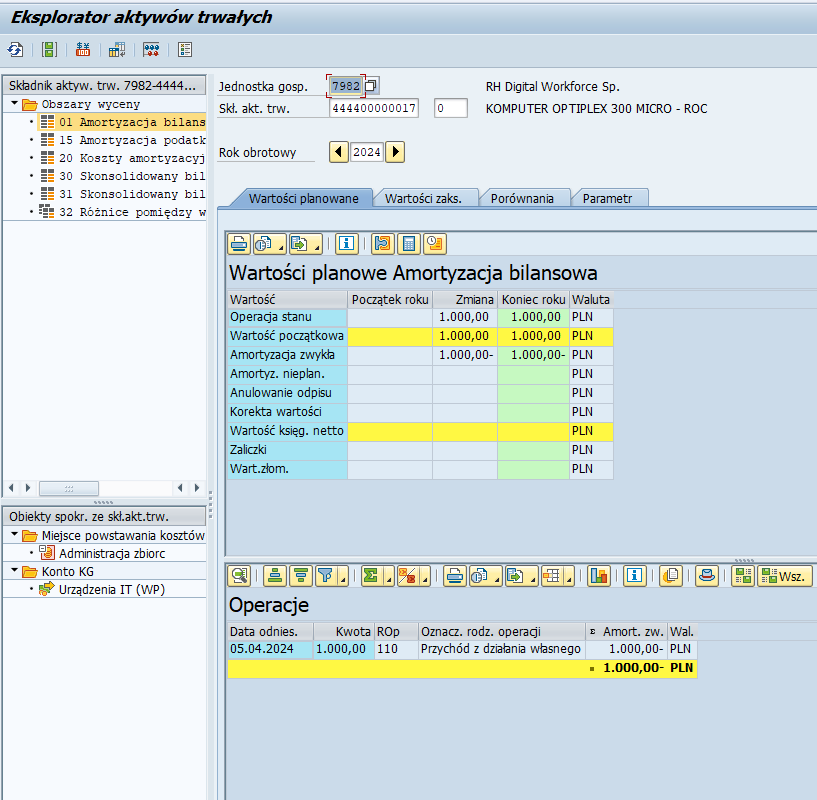 Eksplorator aktywów trwałych
Składnik aktyw. trw. 7982-4444...
Obszary wyceny
01 Amortyzacja bilans
15 Amortyzacja podatk
20 Koszty amortyzacyj
30 Skonsolidowany bil
31 Skonsolidowany bil
32 Różnice pomiędzy w
Obiekty spokr. ze skł.akt.trw.
Miejsce powstawania kosztów
Administracja zbiorc
Konto KG
Urządzenia IT (WP)
Jednostka gosp. 7982 RH Digital Workforce Sp.
Skł. akt. trw. 444400000017 0 KOMPUTER OPTIPLEX 300 MICRO - ROC
Rok obrotowy 2024
Wartości planowane Wartości zaks. Porównania Parametr
Wartości planowe Amortyzacja bilansowa
Wartość Początek roku Zmiana Koniec roku Waluta
Operacja stanu 1.000,00 1.000,00 PLN
Wartość początkowa 1.000,00 1.000,00 PLN
Amortyzacja zwykła 1.000,00- 1.000,00- PLN
Amortyz. nieplan. PLN
Anulowanie odpisu PLN
Korekta wartości PLN
Wartość księg. netto PLN
Zaliczki PLN
Wart.złom. PLN
Wsz.
Operacje
Data odnies. Kwota ROp Oznacz. rodz. operacji Σ Amort. zw. Wal.
05.04.2024 1.000,00 110 Przychód z działania własnego 1.000,00- PLN
1.000,00- PLN